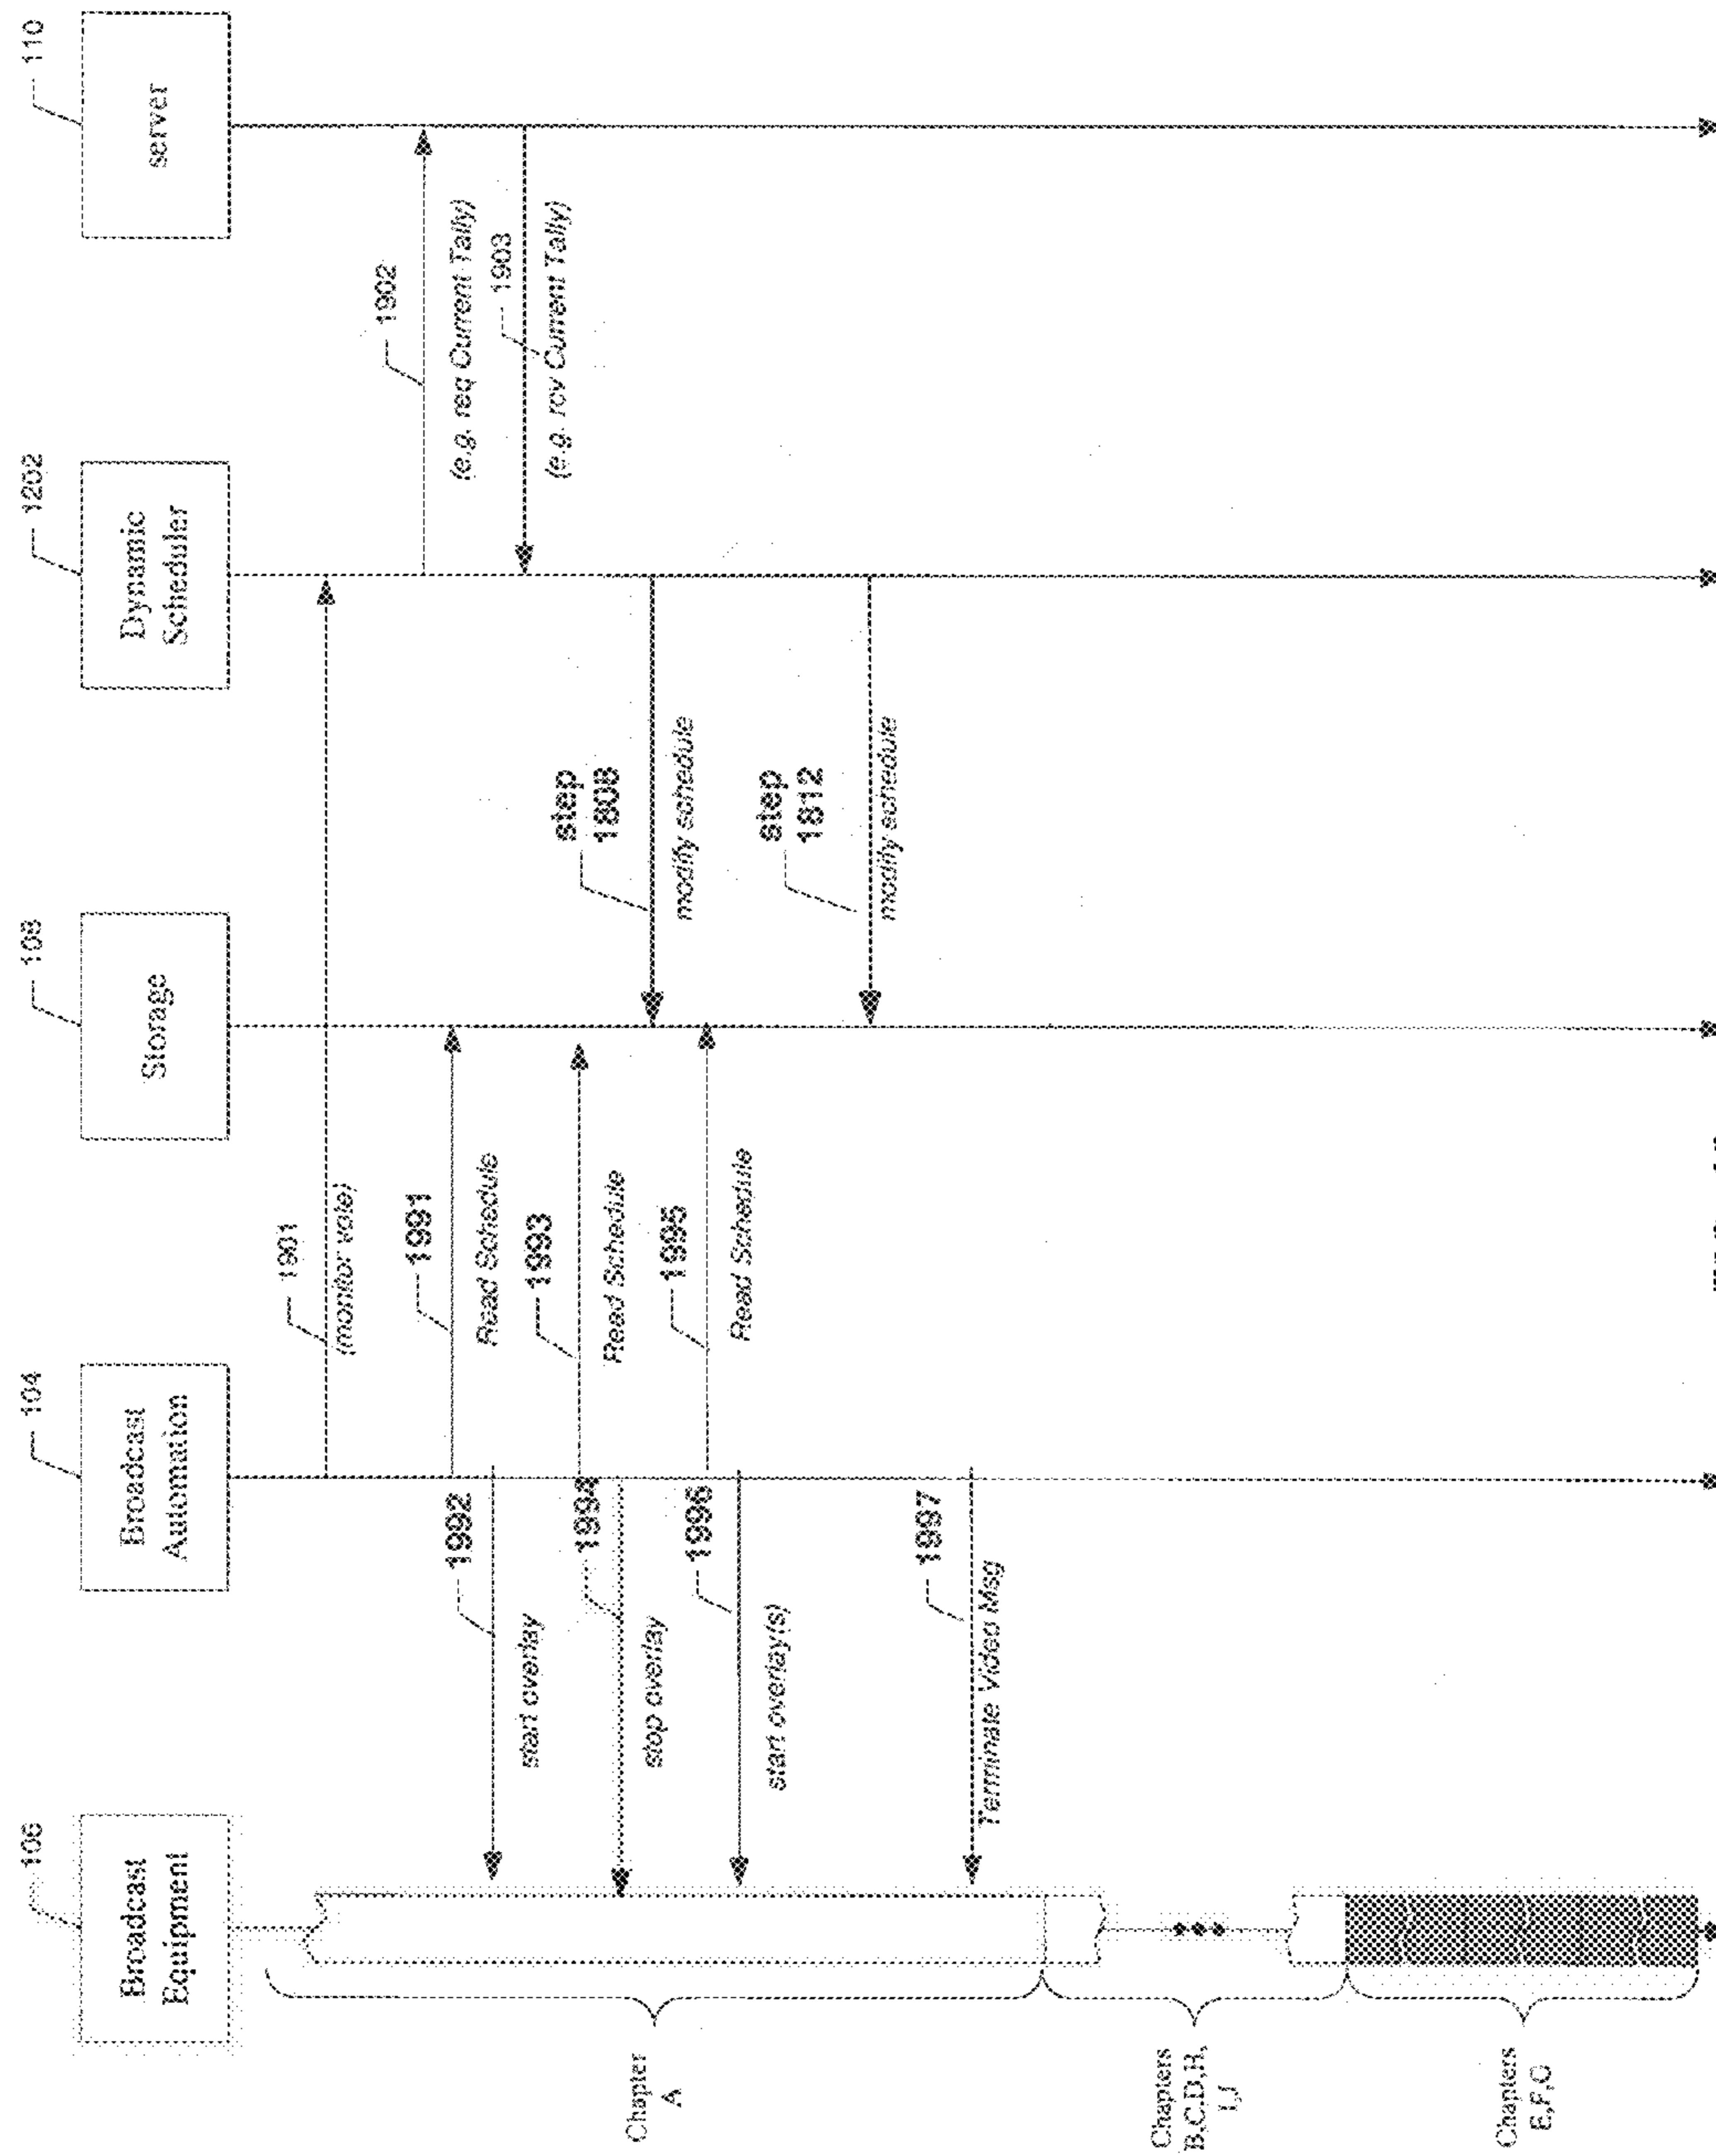 106
Broadcast
Equipment
104
Broadcast
Automation
108
Storage
1202
Dynamic
Scheduler
110
server
1901
(monitor vote)
1902
(e.g. req Current Tally)
1991
Read Schedule
1992
start overlay
1903
(e.g. rcv Current Tally)
1993
Read Schedule
1994
stop overlay
step
1808
modify schedule
1995
Read Schedule
1996
start overlay(s)
step
1812
modify schedule
1997
Terminate Video Msg
Chapter
A
Chapters
B,C,D,H,
I,J
Chapters
E,F,G